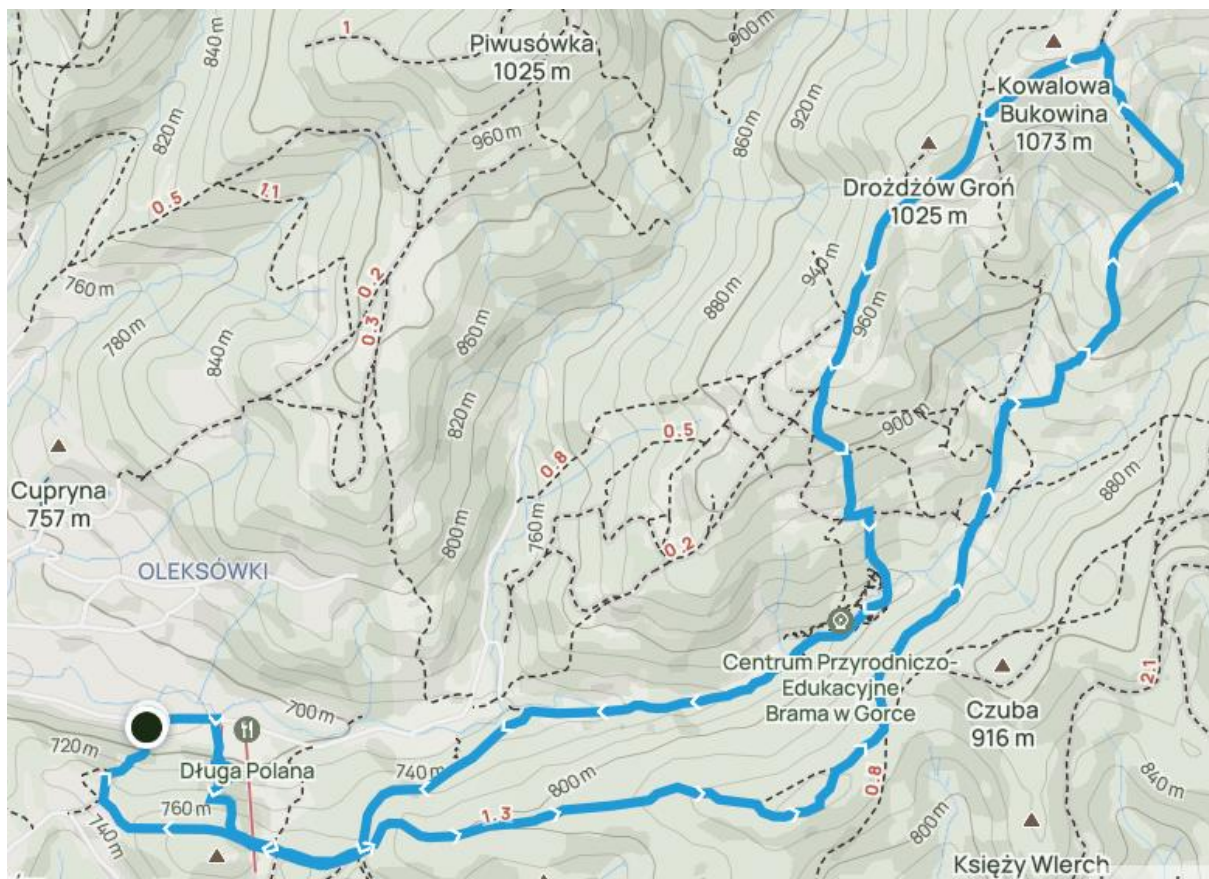 840 m
1
Piwusówka
1025 m
900 m
820 m
960 m
860 m
920 m
Kowalowa
Bukowina
1073 m
Drożdżów Groń
1025 m
0.5
1.1
760 m
0.2
940 m
780 m
0.3
860 m
880 m
960 m
840 m
820 m
900 m
0.5
0.8
880 m
Cupryna
757 m
800 m
760 m
0.2
OLEKSÓWKI
Centrum Przyrodniczo-
Edukacyjne
Brama w Gorce
2.1
Czuba
916 m
700 m
720 m
Długa Polana
740 m
800 m
0.8
840 m
760 m
1.3
740 m
800 m
Księży Wierch